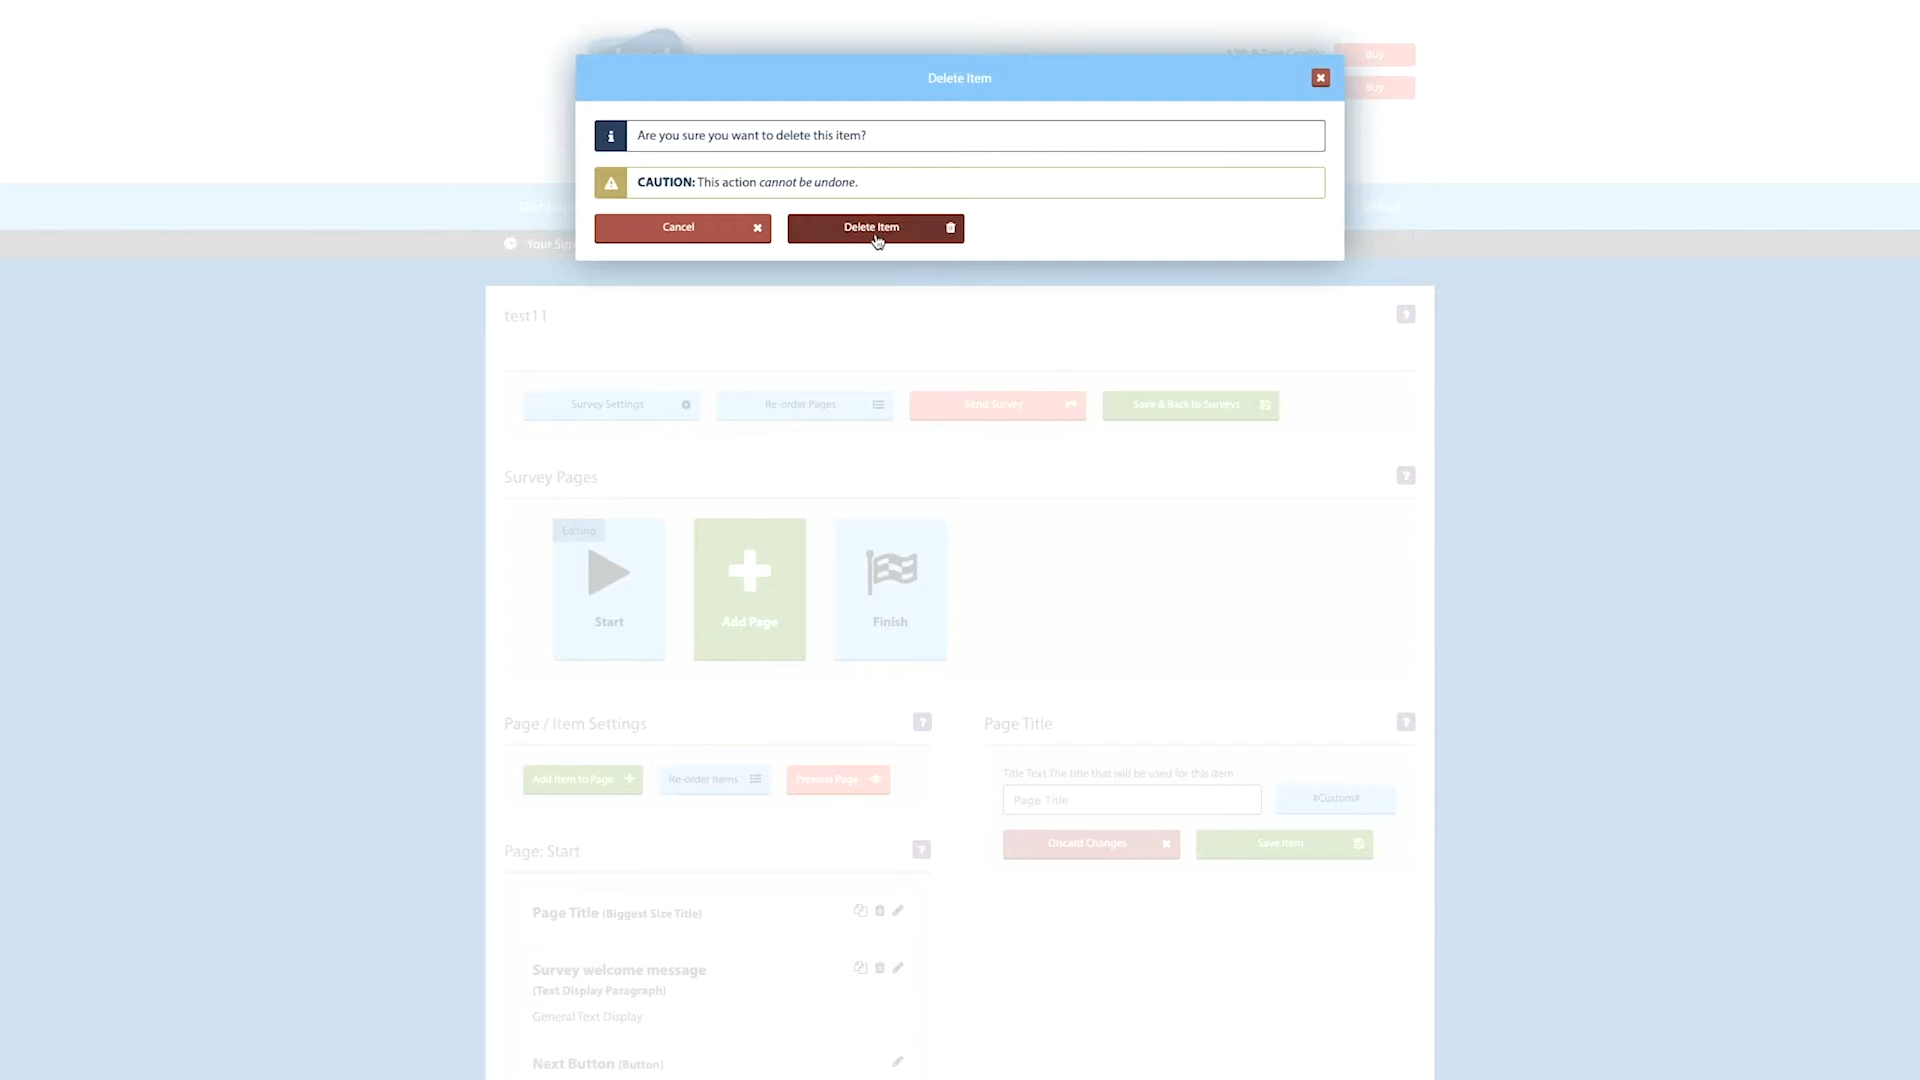 Buy
Delete Item
Buy
Are you sure you want to delete this item?
CAUTION: This action cannot be undone.
Cancel
Delete Item
Your Sur
test11
Survey Settings
Re-order Pages
Send Survey
Save & Back to Surveys
Survey Pages
Editing
Start
Add Page
Finish
Page / Item Settings
Page Title
Add Item to Page
Re-order Items
Preview Page
Title Text The title that will be used for this item
Page Title
#Custom#
Discard Changes
Save Item
Page: Start
Page Title (Biggest Size Title)
Survey welcome message
(Text Display Paragraph)
General Text Display
Next Button (Button)